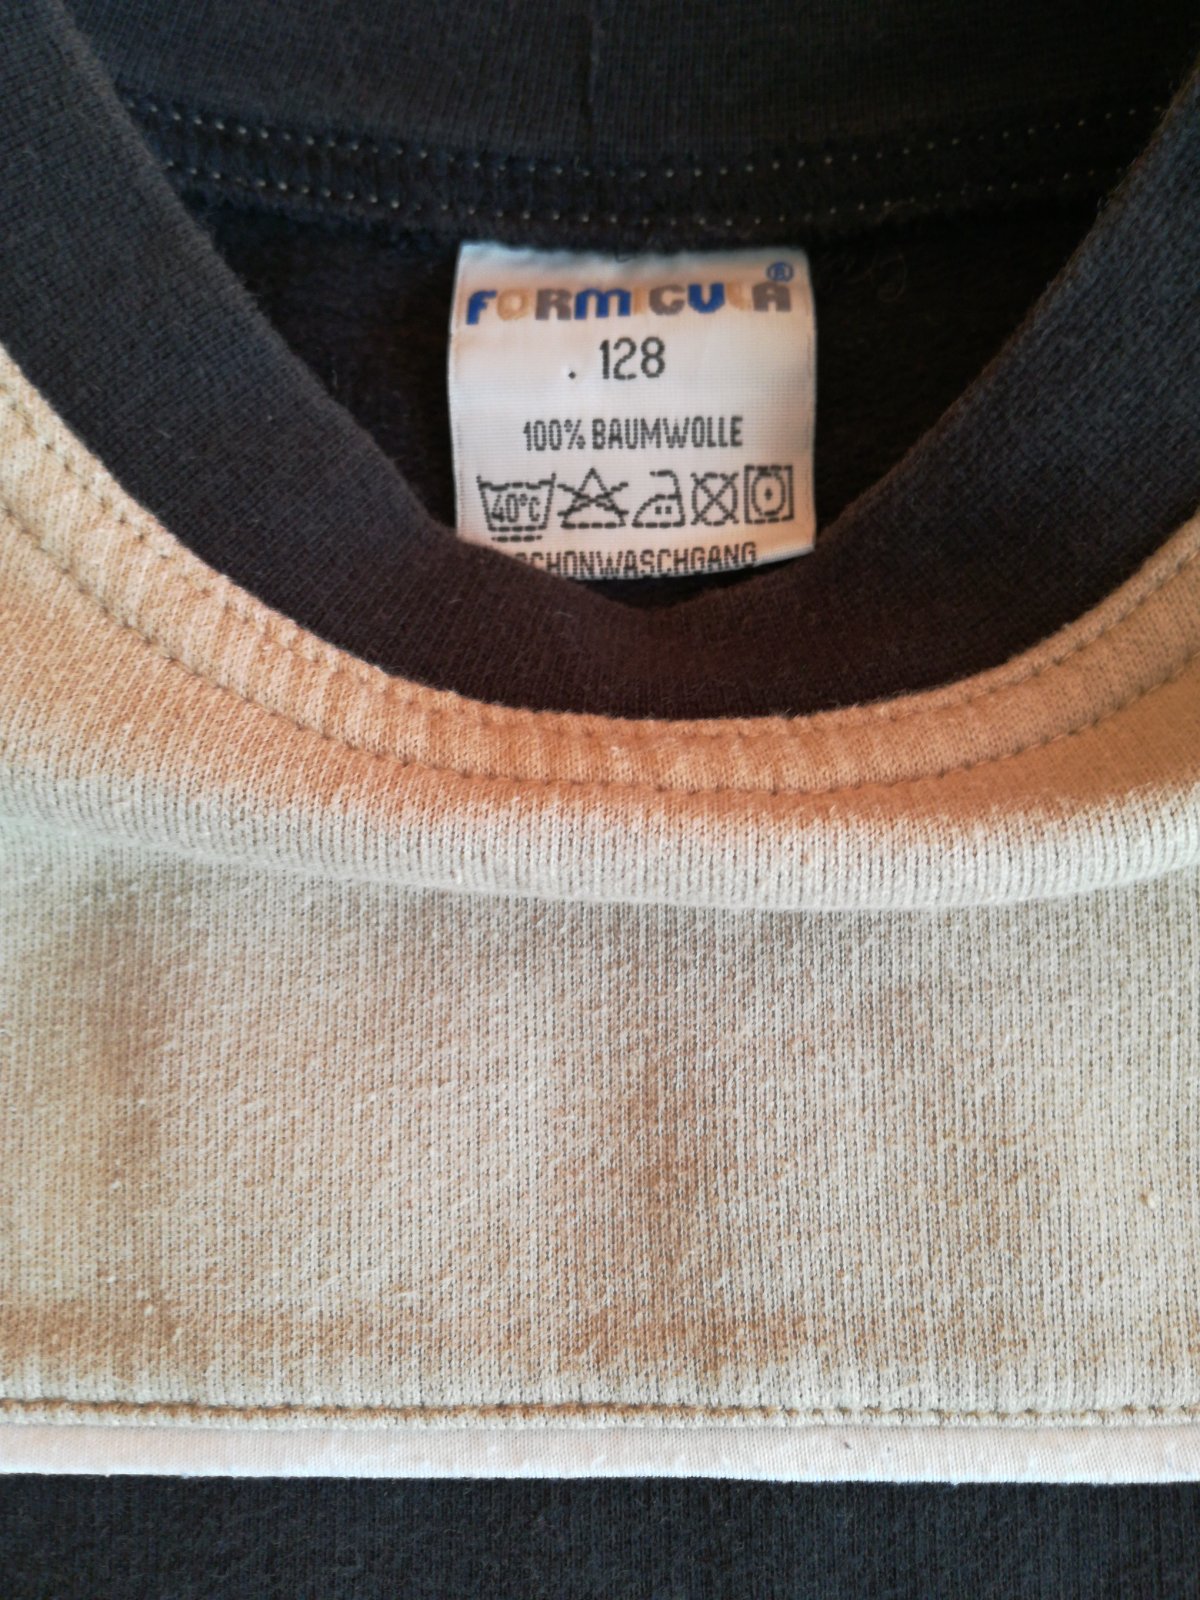 FORMICULA®
. 128
100% BAUMWOLLE
40°C
SCHONWASCHGANG